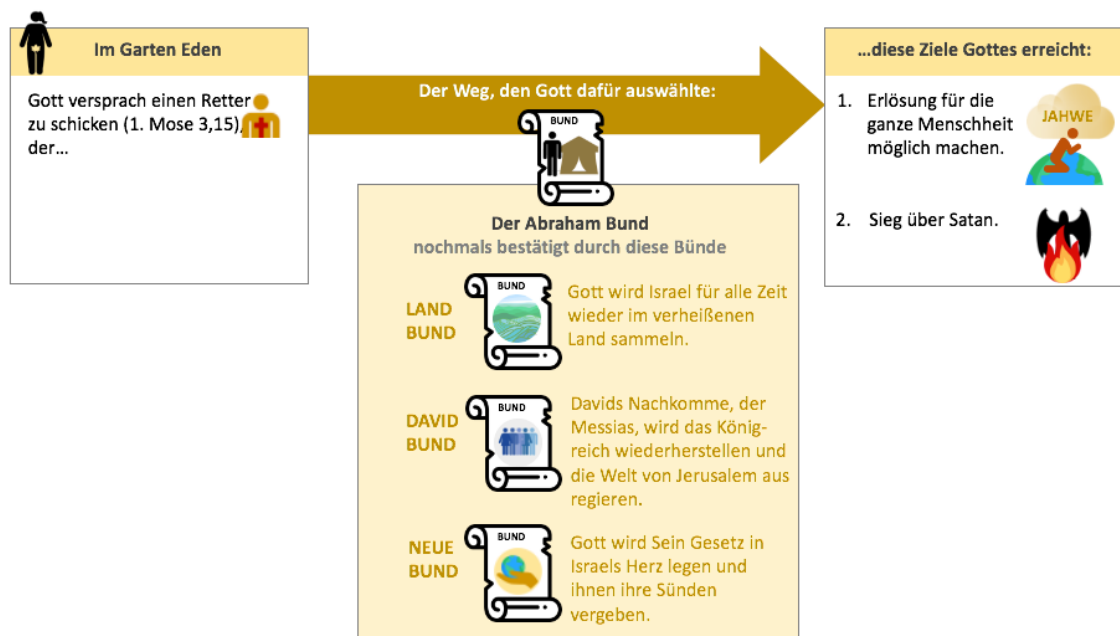 Im Garten Eden
Gott versprach einen Retter
zu schicken (1. Mose 3,15),
der…
Der Weg, den Gott dafür auswählte:
BUND
Der Abraham Bund
nochmals bestätigt durch diese Bünde
LAND
BUND
BUND
Gott wird Israel für alle Zeit
wieder im verheißenen
Land sammeln.
DAVID
BUND
BUND
Davids Nachkomme, der
Messias, wird das König-
reich wiederherstellen und
die Welt von Jerusalem aus
regieren.
NEUE
BUND
BUND
Gott wird Sein Gesetz in
Israels Herz legen und
ihnen ihre Sünden
vergeben.
...diese Ziele Gottes erreicht:
1. Erlösung für die
ganze Menschheit
möglich machen.
JAHWE
2. Sieg über Satan.